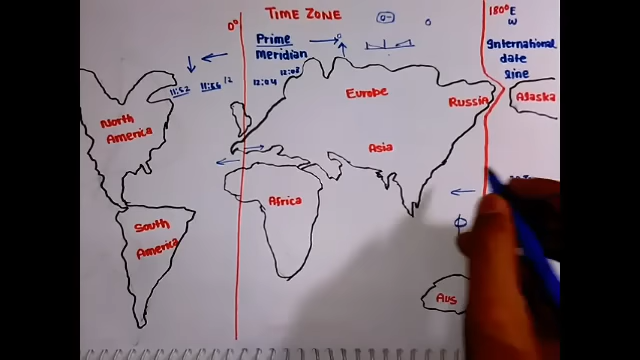 TIME ZONE
0°
180° E
W
Prime
Meridian
International
date
line
11:52
11:56
12
12:04
12:08
North
America
Europe
Russia
Alaska
Asia
Africa
South
America
Aus